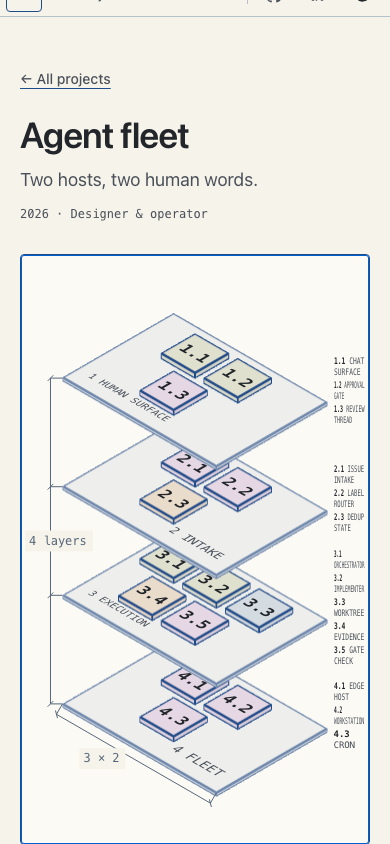 ← All projects
Agent fleet
Two hosts, two human words.
2026 · Designer & operator
1.1
1.2
1.3
1 HUMAN SURFACE
1.1 CHAT
SURFACE
1.2 APPROVAL
GATE
1.3 REVIEW
THREAD
2.1
2.2
2.3
2 INTAKE
2.1 ISSUE
INTAKE
2.2 LABEL
ROUTER
2.3 DEDUP
STATE
4 layers
3.1
3.2
3.3
3.4
3.5
3 EXECUTION
3.1
ORCHESTRATOR
3.2
IMPLEMENTER
3.3
WORKTREE
3.4
EVIDENCE
3.5 GATE
CHECK
4.1
4.2
4.3
4 FLEET
4.1 EDGE
HOST
4.2
WORKSTATION
4.3
CRON
3 × 2